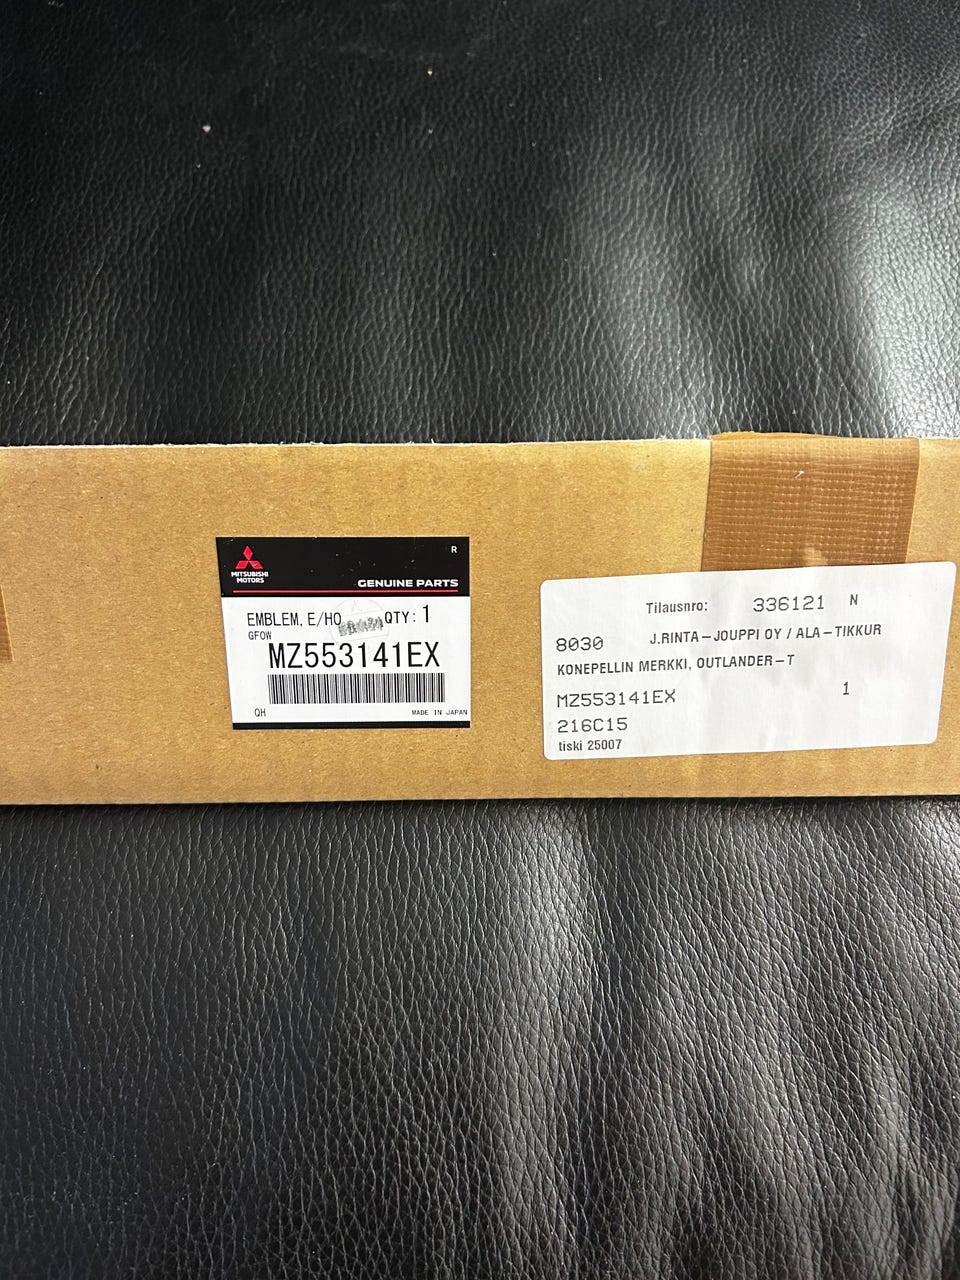 MITSUBISHI
MOTORS
R
GENUINE PARTS
EMBLEM, E/HO QTY: 1
GFOW
MZ553141EX
QH
MADE IN JAPAN
Tilausnro: 336121 N
8030 J.RINTA-JOUPPI OY / ALA-TIKKUR
KONEPELLIN MERKKI, OUTLANDER-T
MZ553141EX 1
216C15
tiski 25007